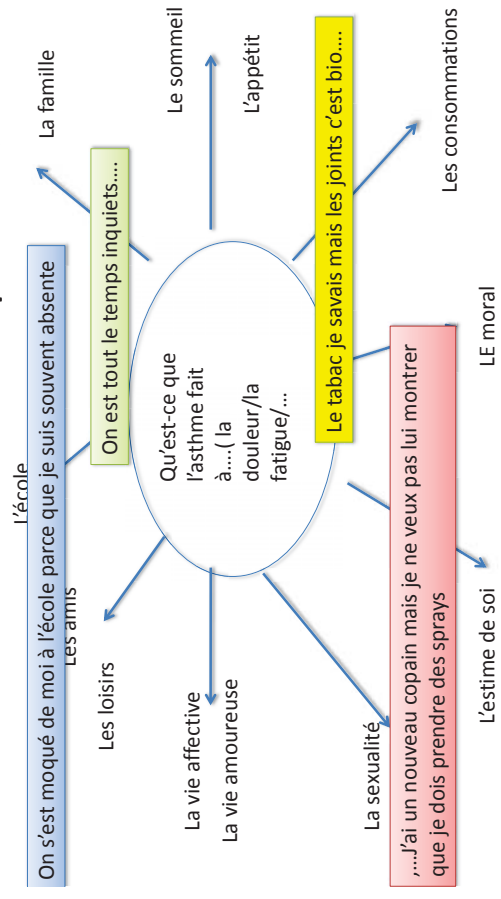 L'école
On s'est moqué de moi à l'école parce que je suis souvent absente
Les amis
La famille
On est tout le temps inquiets….
Les loisirs
Le sommeil
L'appétit
Qu'est-ce que
l'asthme fait
à….( la
douleur/la
fatigue/…
La vie affective
La vie amoureuse
Le tabac je savais mais les joints c'est bio….
Les consommations
La sexualité
,….J'ai un nouveau copain mais je ne veux pas lui montrer
que je dois prendre des sprays
LE moral
L'estime de soi